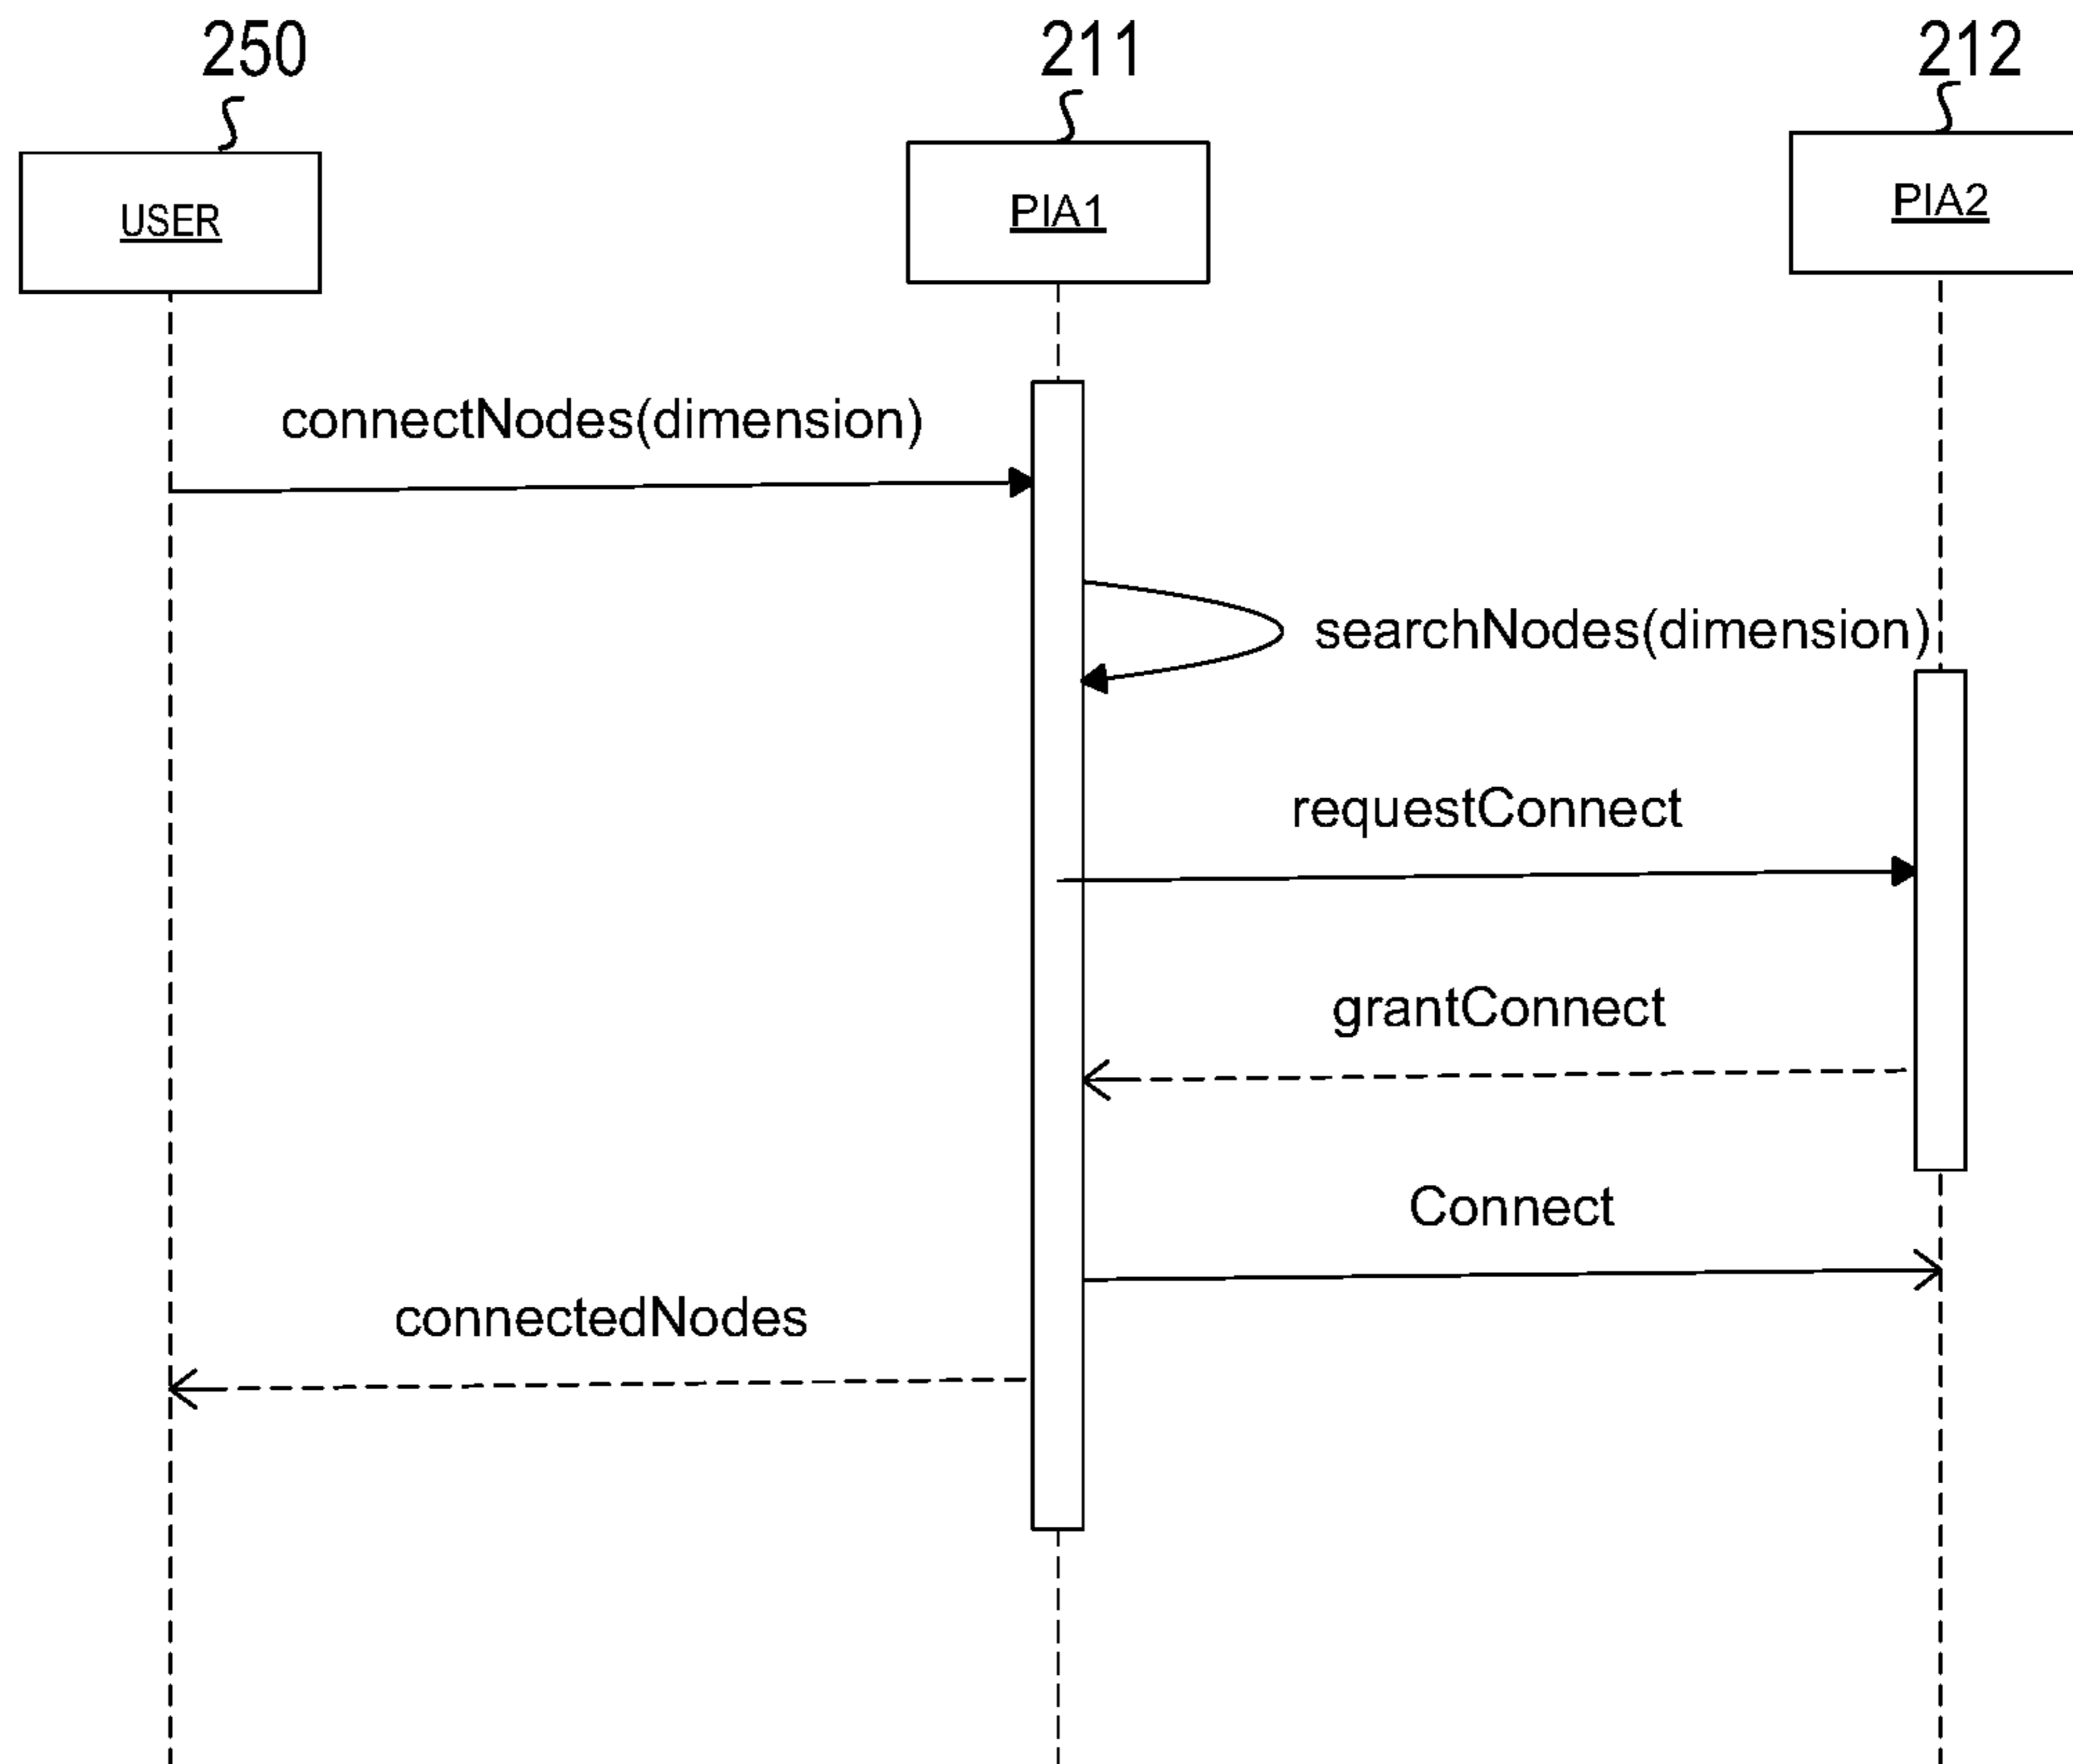 250
211
212
USER
PIA1
PIA2
connectNodes(dimension)
searchNodes(dimension)
requestConnect
grantConnect
Connect
connectedNodes